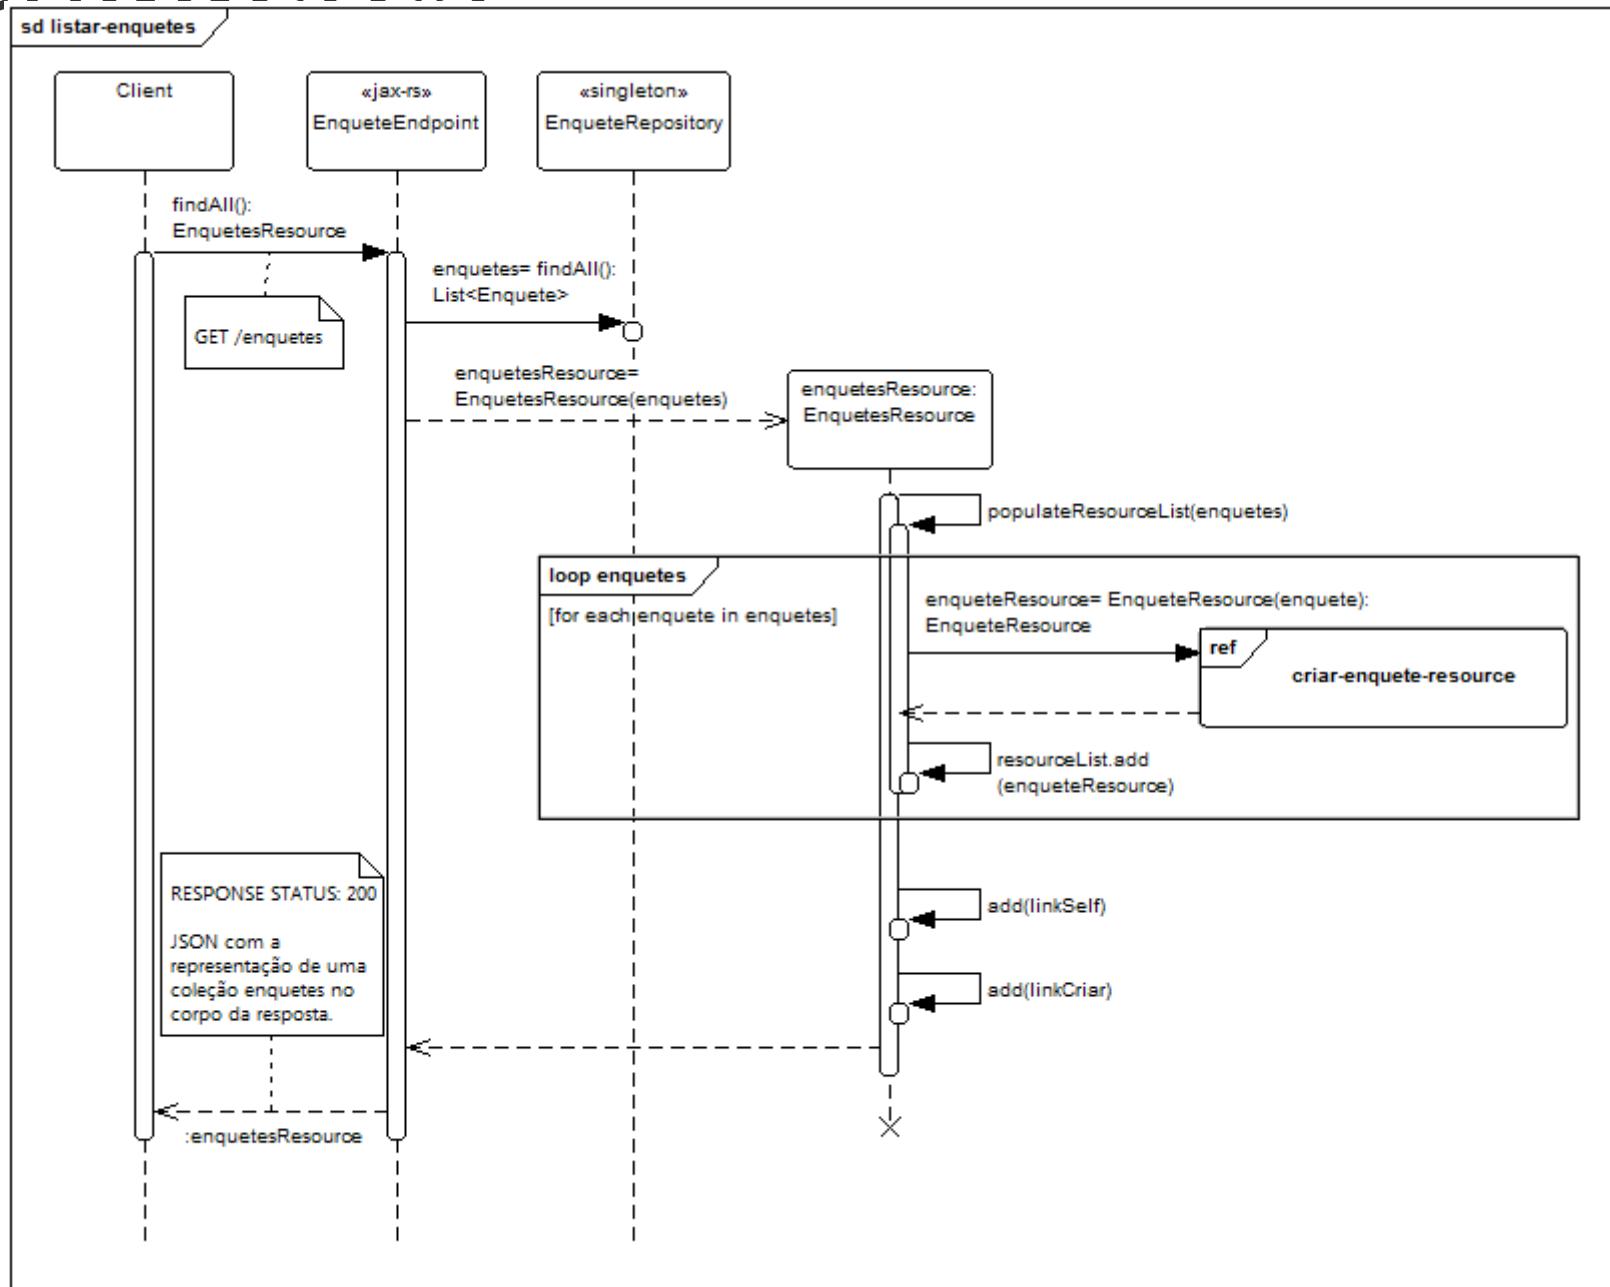 sd listar-enquetes
Client
«jax-rs»
EnqueteEndpoint
«singleton»
EnqueteRepository
findAll():
EnquetesResource
GET /enquetes
enquetes= findAll():
List<Enquete>
enquetesResource=
EnquetesResource(enquetes)
enquetesResource:
EnquetesResource
populateResourceList(enquetes)
loop enquetes
[for each enquete in enquetes]
enqueteResource= EnqueteResource(enquete):
EnqueteResource
ref
criar-enquete-resource
resourceList.add
(enqueteResource)
RESPONSE STATUS: 200
JSON com a
representação de uma
coleção enquetes no
corpo da resposta.
add(linkSelf)
add(linkCriar)
:enquetesResource